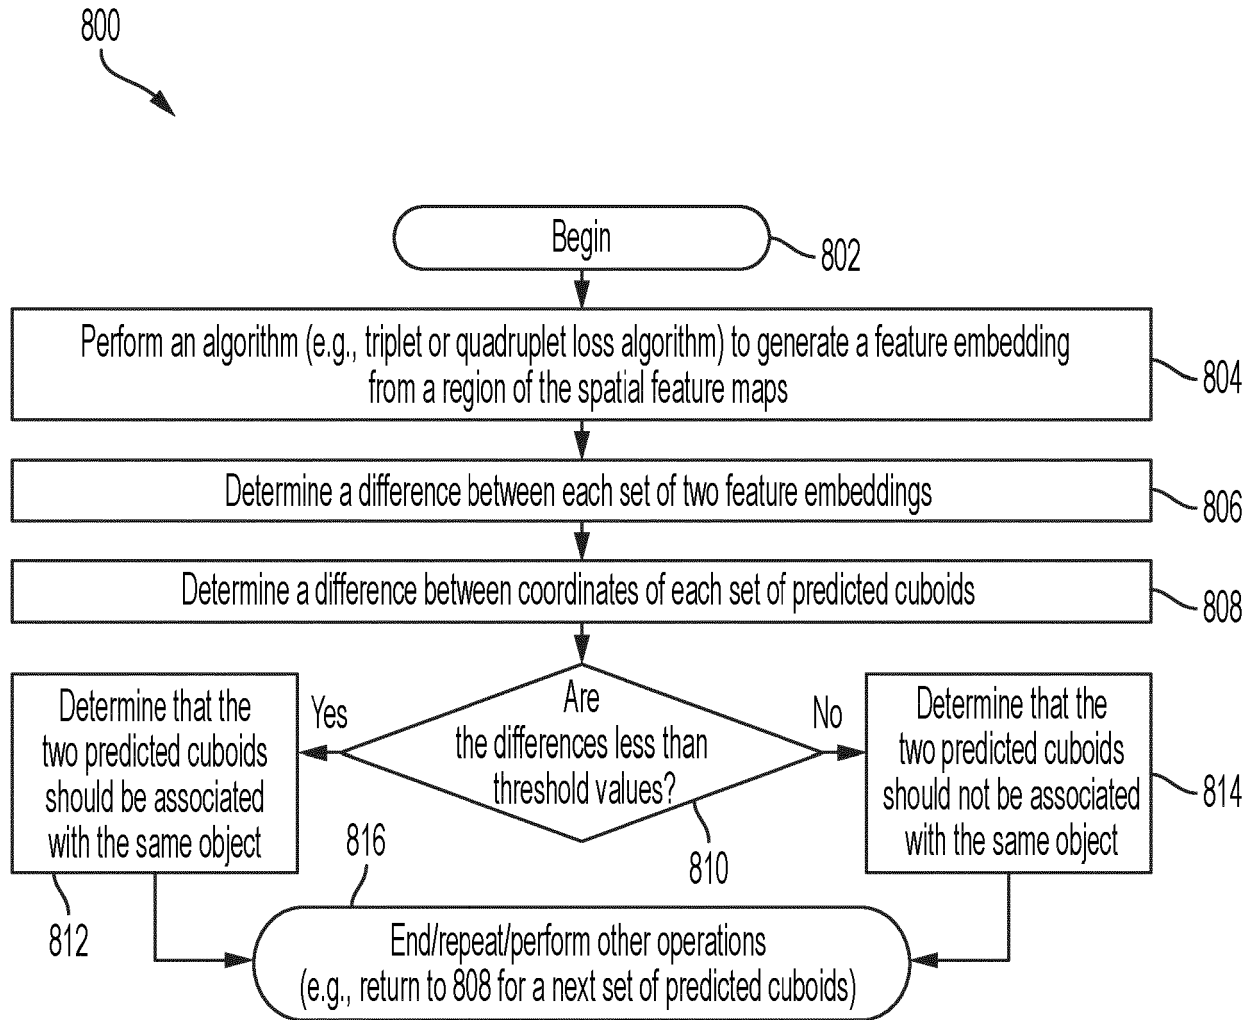 800
Begin
802
Perform an algorithm (e.g., triplet or quadruplet loss algorithm) to generate a feature embedding
from a region of the spatial feature maps
804
Determine a difference between each set of two feature embeddings
806
Determine a difference between coordinates of each set of predicted cuboids
808
Are
the differences less than
threshold values?
810
Yes
No
Determine that the
two predicted cuboids
should be associated
with the same object
812
Determine that the
two predicted cuboids
should not be associated
with the same object
814
816
End/repeat/perform other operations
(e.g., return to 808 for a next set of predicted cuboids)